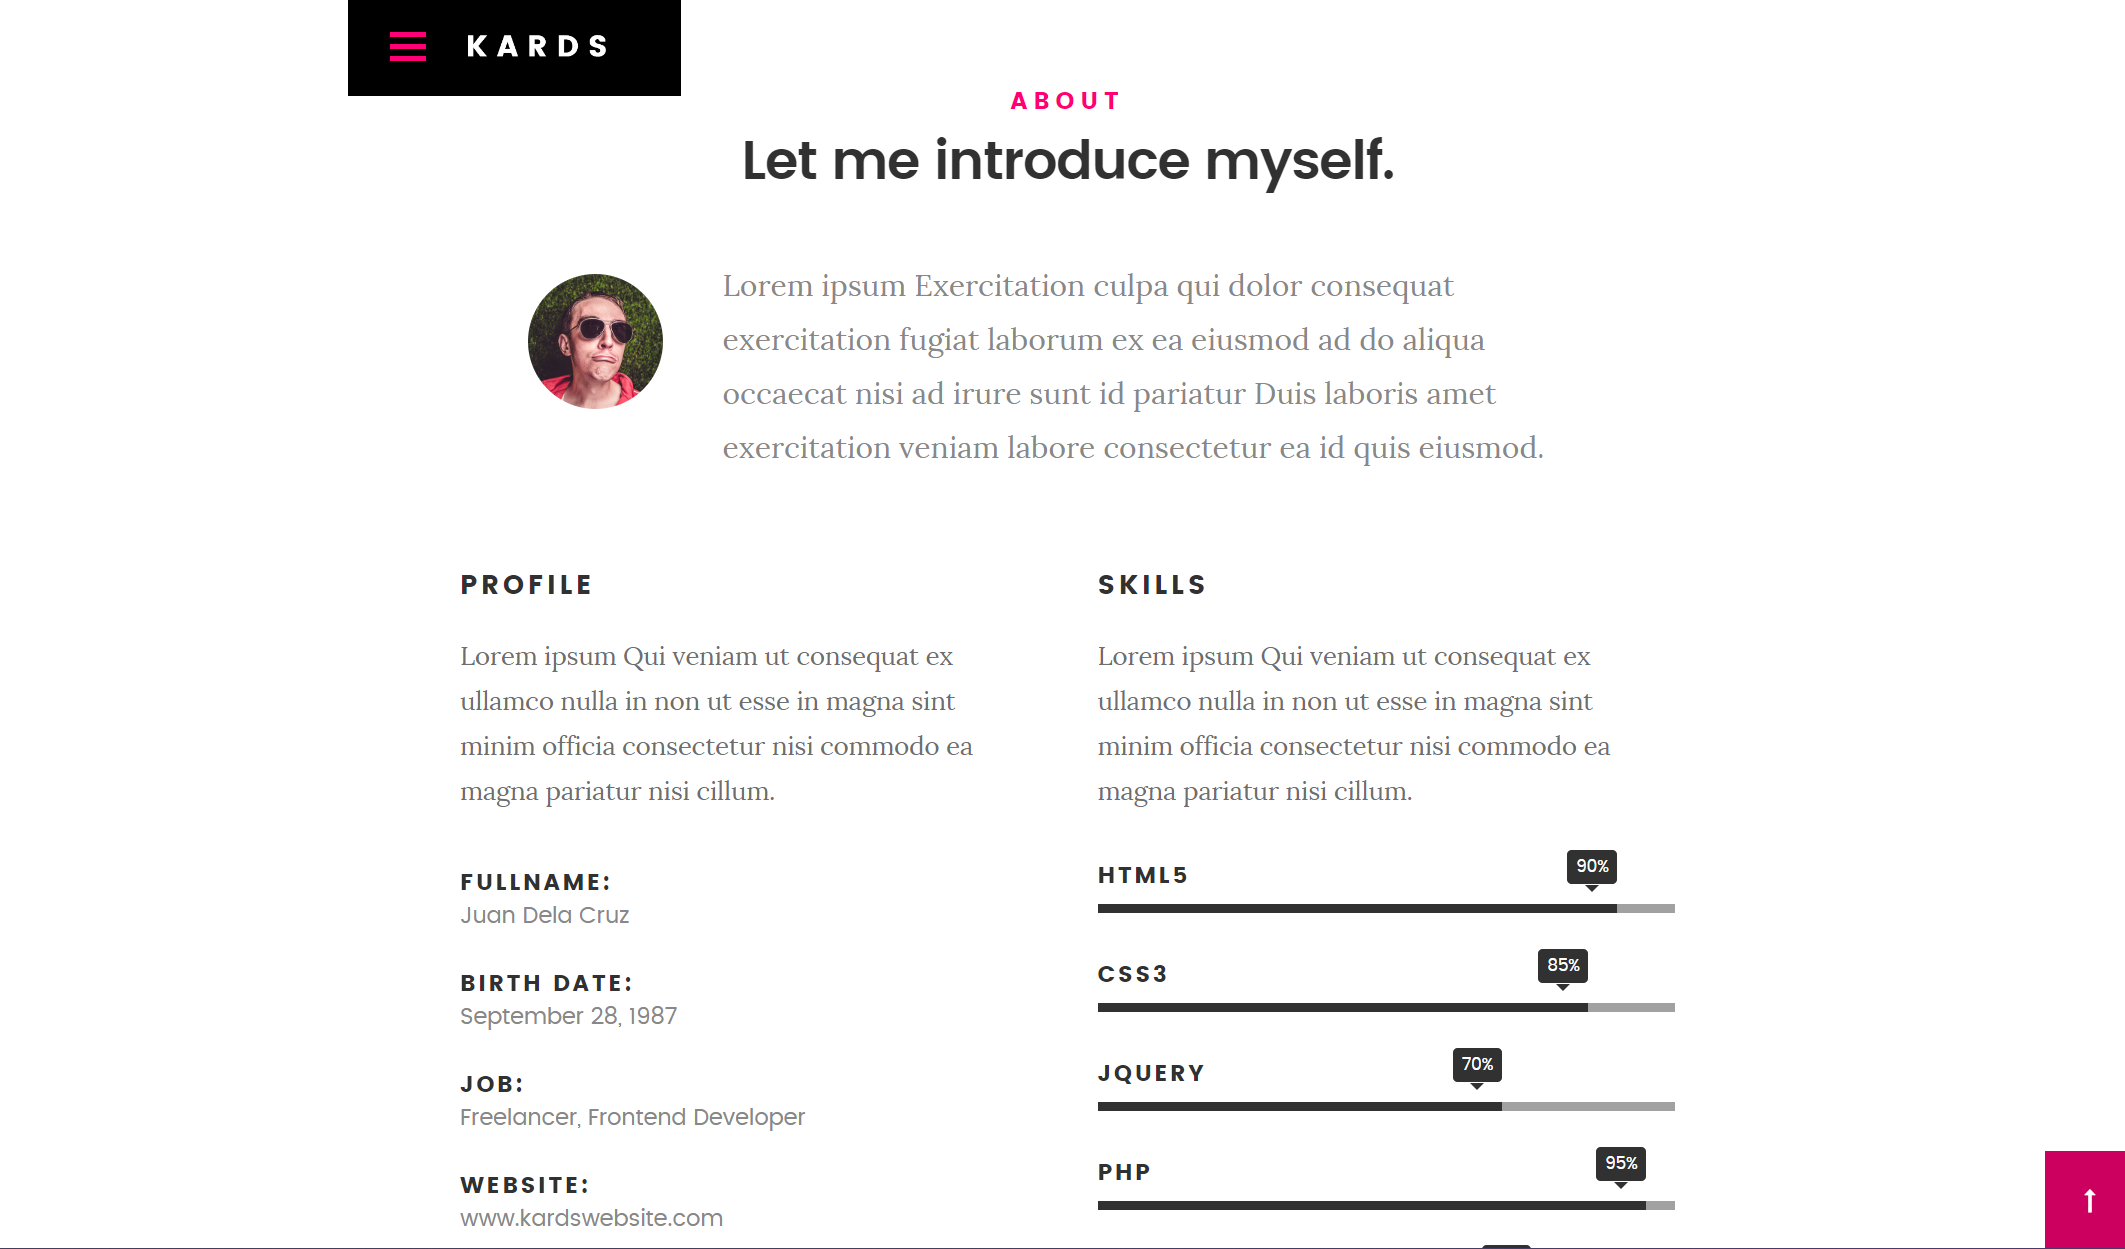 KARDS
ABOUT
Let me introduce myself.
Lorem ipsum Exercitation culpa qui dolor consequat
exercitation fugiat laborum ex ea eiusmod ad do aliqua
occaecat nisi ad irure sunt id pariatur Duis laboris amet
exercitation veniam labore consectetur ea id quis eiusmod.
PROFILE
Lorem ipsum Qui veniam ut consequat ex
ullamco nulla in non ut esse in magna sint
minim officia consectetur nisi commodo ea
magna pariatur nisi cillum.
FULLNAME:
Juan Dela Cruz
BIRTH DATE:
September 28, 1987
JOB:
Freelancer, Frontend Developer
WEBSITE:
www.kardswebsite.com
SKILLS
Lorem ipsum Qui veniam ut consequat ex
ullamco nulla in non ut esse in magna sint
minim officia consectetur nisi commodo ea
magna pariatur nisi cillum.
HTML5
90%
CSS3
85%
JQUERY
70%
PHP
95%